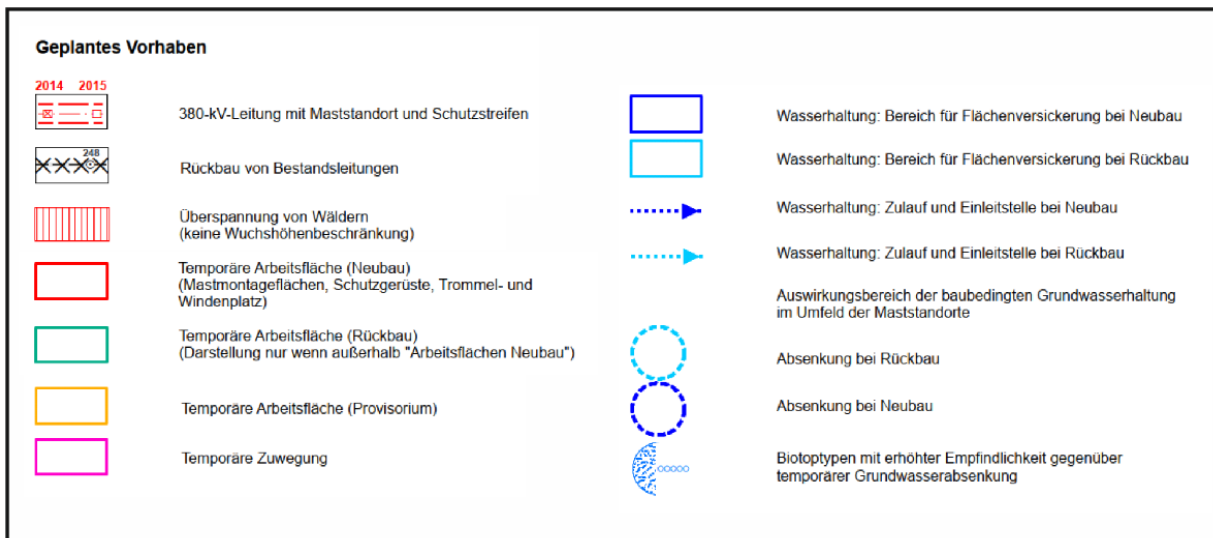 Geplantes Vorhaben
2014 2015
380-kV-Leitung mit Maststandort und Schutzstreifen
248
Rückbau von Bestandsleitungen
Überspannung von Wäldern
(keine Wuchshöhenbeschränkung)
Temporäre Arbeitsfläche (Neubau)
(Mastmontageflächen, Schutzgerüste, Trommel- und
Windenplatz)
Temporäre Arbeitsfläche (Rückbau)
(Darstellung nur wenn außerhalb "Arbeitsflächen Neubau")
Temporäre Arbeitsfläche (Provisorium)
Temporäre Zuwegung
Wasserhaltung: Bereich für Flächenversickerung bei Neubau
Wasserhaltung: Bereich für Flächenversickerung bei Rückbau
Wasserhaltung: Zulauf und Einleitstelle bei Neubau
Wasserhaltung: Zulauf und Einleitstelle bei Rückbau
Auswirkungsbereich der baubedingten Grundwasserhaltung
im Umfeld der Maststandorte
Absenkung bei Rückbau
Absenkung bei Neubau
Biotoptypen mit erhöhter Empfindlichkeit gegenüber
temporärer Grundwasserabsenkung